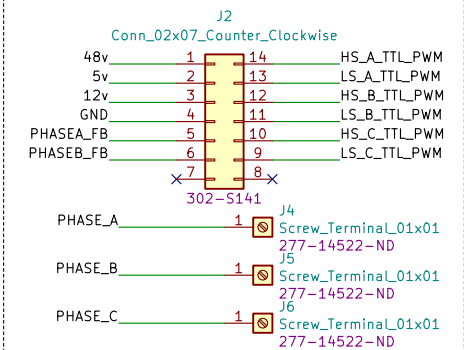 J2
Conn_02x07_Counter_Clockwise
48v 1 14 HS_A_TTL_PWM
5v 2 13 LS_A_TTL_PWM
12v 3 12 HS_B_TTL_PWM
GND 4 11 LS_B_TTL_PWM
PHASEA_FB 5 10 HS_C_TTL_PWM
PHASEB_FB 6 9 LS_C_TTL_PWM
7 8
302-S141
J4
PHASE_A 1 Screw_Terminal_01x01
277-14522-ND
J5
PHASE_B 1 Screw_Terminal_01x01
277-14522-ND
J6
PHASE_C 1 Screw_Terminal_01x01
277-14522-ND